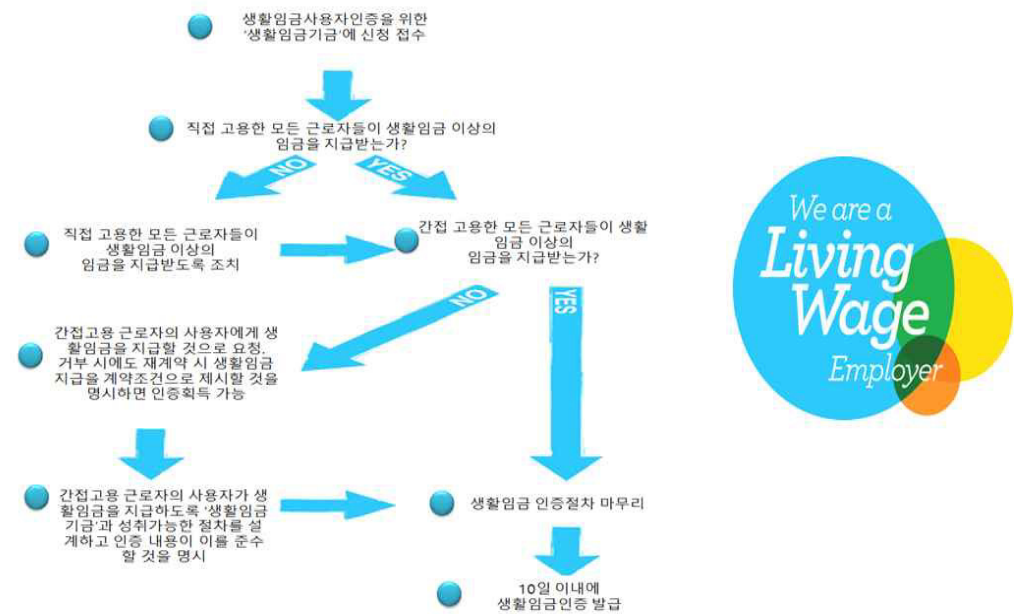 생활임금사용자인증을 위한
'생활임금기금'에 신청 접수
직접 고용한 모든 근로자들이 생활임금 이상의
임금을 지급받는가?
NO
YES
직접 고용한 모든 근로자들이
생활임금 이상의
임금을 지급받도록 조치
간접 고용한 모든 근로자들이 생활
임금 이상의
임금을 지급받는가?
NO
YES
간접고용 근로자의 사용자에게 생
활임금을 지급할 것으로 요청.
거부 시에도 재계약 시 생활임금
지급을 계약조건으로 제시할 것을
명시하면 인증획득 가능
간접고용 근로자의 사용자가 생
활임금을 지급하도록 '생활임금
기금'과 성취가능한 절차를 설
계하고 인증 내용이 이를 준수
할 것을 명시
생활임금 인증절차 마무리
10일 이내에
생활임금인증 발급
We are a
Living
Wage
Employer